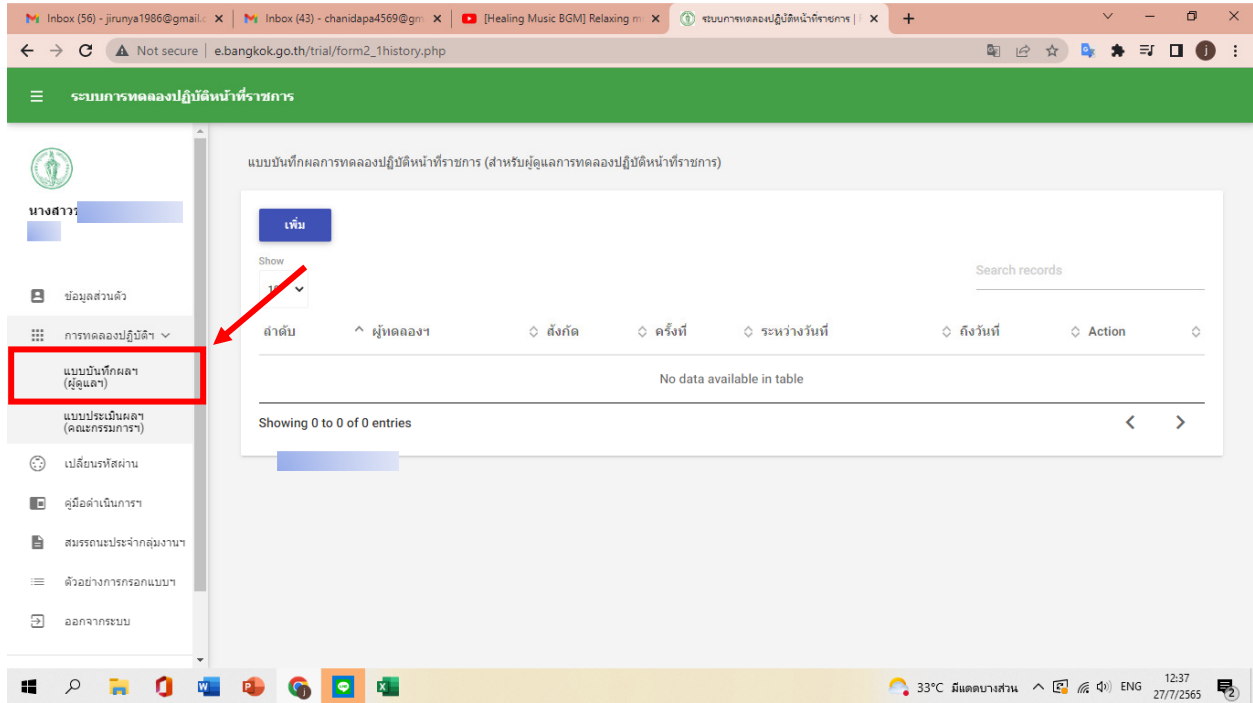 Inbox (56) - jirunya1986@gmail.c
Inbox (43) - chanidapa4569@gm
[Healing Music BGM] Relaxing m
ระบบการทดลองปฏิบัติหน้าที่ราชการ |
Not secure | e.bangkok.go.th/trial/form2_1history.php
j
ระบบการทดลองปฏิบัติหน้าที่ราชการ
นางสาว
ข้อมูลส่วนตัว
การทดลองปฏิบัติฯ
แบบบันทึกผลฯ
(ผู้ดูแลฯ)
แบบประเมินผลฯ
(คณะกรรมการฯ)
เปลี่ยนรหัสผ่าน
คู่มือดำเนินการฯ
สมรรถนะประจำกลุ่มงานฯ
ตัวอย่างการกรอกแบบฯ
ออกจากระบบ
แบบบันทึกผลการทดลองปฏิบัติหน้าที่ราชการ (สำหรับผู้ดูแลการทดลองปฏิบัติหน้าที่ราชการ)
เพิ่ม
Show
Search records
ลำดับ ผู้ทดลองฯ สังกัด ครั้งที่ ระหว่างวันที่ ถึงวันที่ Action
No data available in table
Showing 0 to 0 of 0 entries
33°C มีแดดบางส่วน ENG 12:37
27/7/2565
2